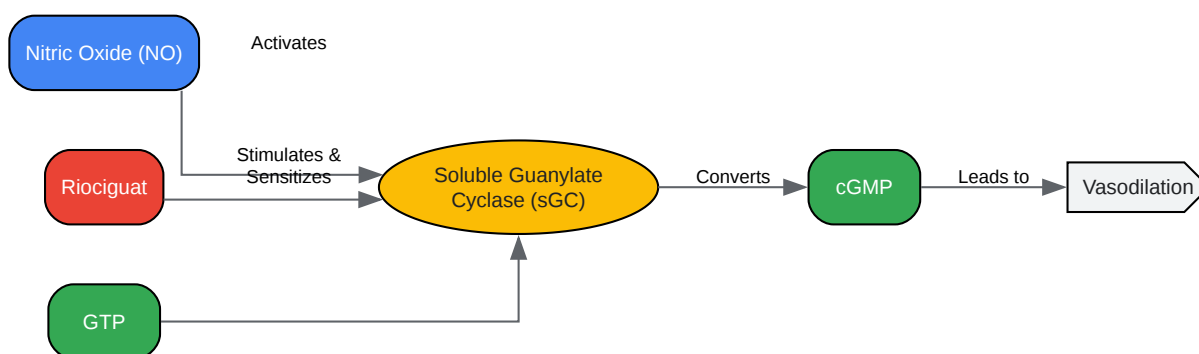 Nitric Oxide (NO)
Activates
Stimulates &
Sensitizes
Riociguat
Soluble Guanylate
Cyclase (sGC)
Converts
cGMP
Leads to
Vasodilation
GTP